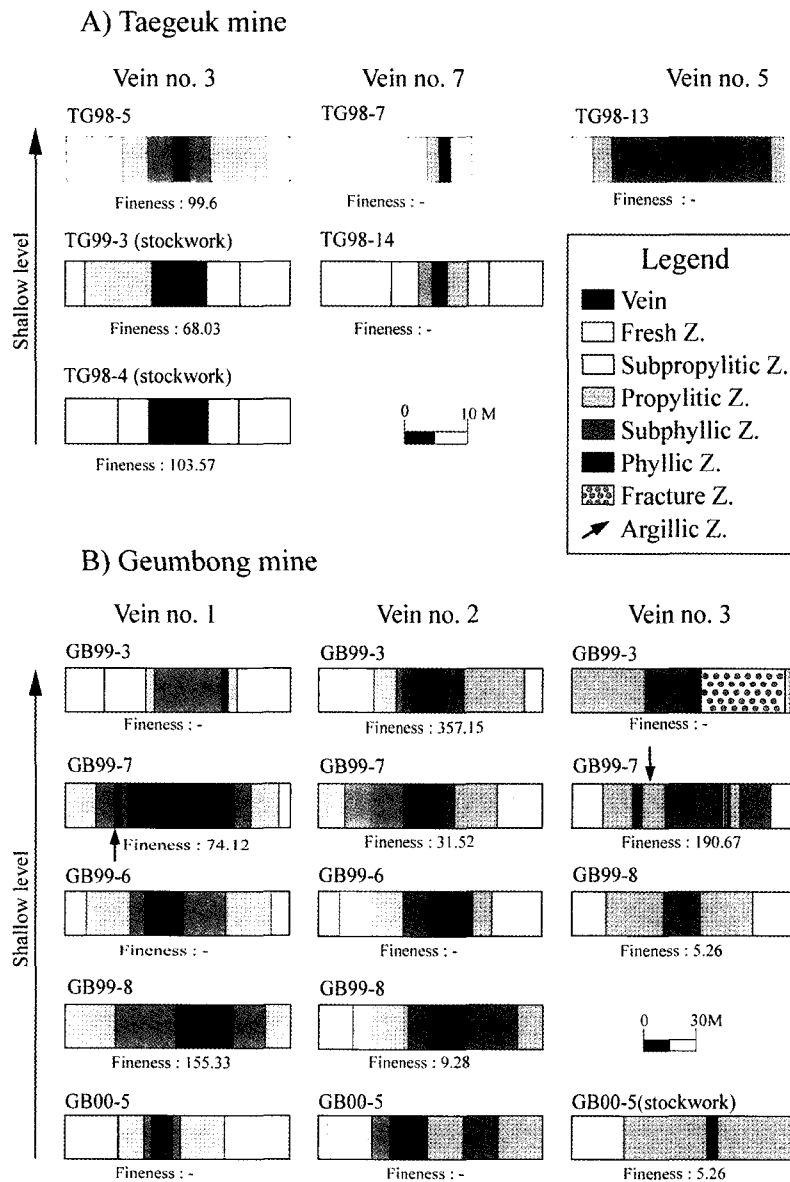 A) Taegeuk mine
Vein no. 3
Vein no. 7
Vein no. 5
TG98-5
TG98-7
TG98-13
Fineness : 99.6
Fineness : -
Fineness : -
TG99-3 (stockwork)
TG98-14
Fineness : 68.03
Fineness : -
TG98-4 (stockwork)
Fineness : 103.57
Shallow level
0 10 M
Legend
Vein
Fresh Z.
Subpropylitic Z.
Propylitic Z.
Subphyllic Z.
Phyllic Z.
Fracture Z.
Argillic Z.
B) Geumbong mine
Vein no. 1
Vein no. 2
Vein no. 3
GB99-3
GB99-3
GB99-3
Fineness : -
Fineness : 357.15
Fineness : -
GB99-7
GB99-7
GB99-7
Fineness : 74.12
Fineness : 31.52
Fineness : 190.67
GB99-6
GB99-6
GB99-8
Fineness : -
Fineness : -
Fineness : 5.26
GB99-8
GB99-8
Fineness : 155.33
Fineness : 9.28
0 30M
GB00-5
GB00-5
GB00-5(stockwork)
Fineness : -
Fineness : -
Fineness : 5.26
Shallow level